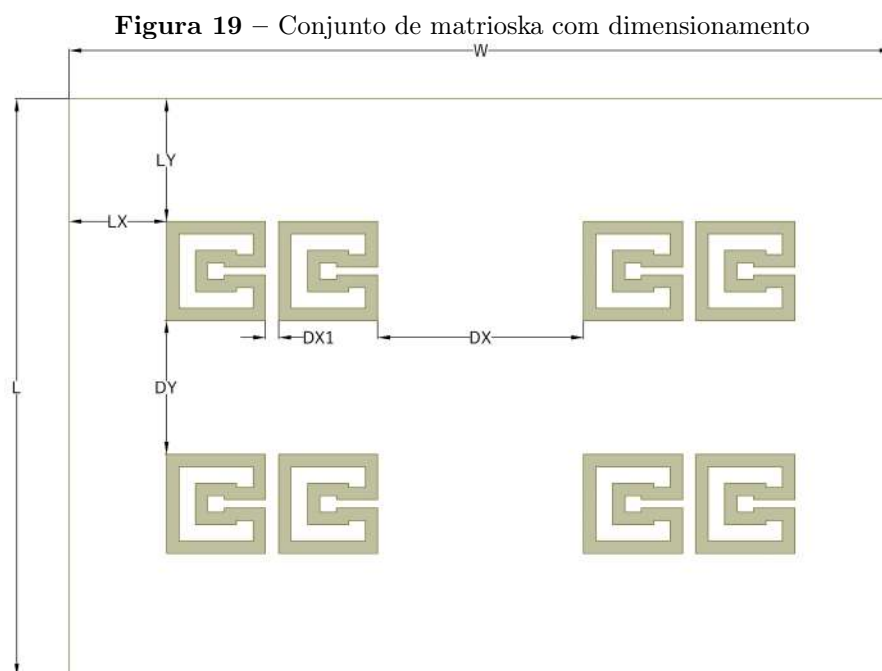 Figura 19 – Conjunto de matrioska com dimensionamento
W
LY
LX
DX1
DX
L
DY